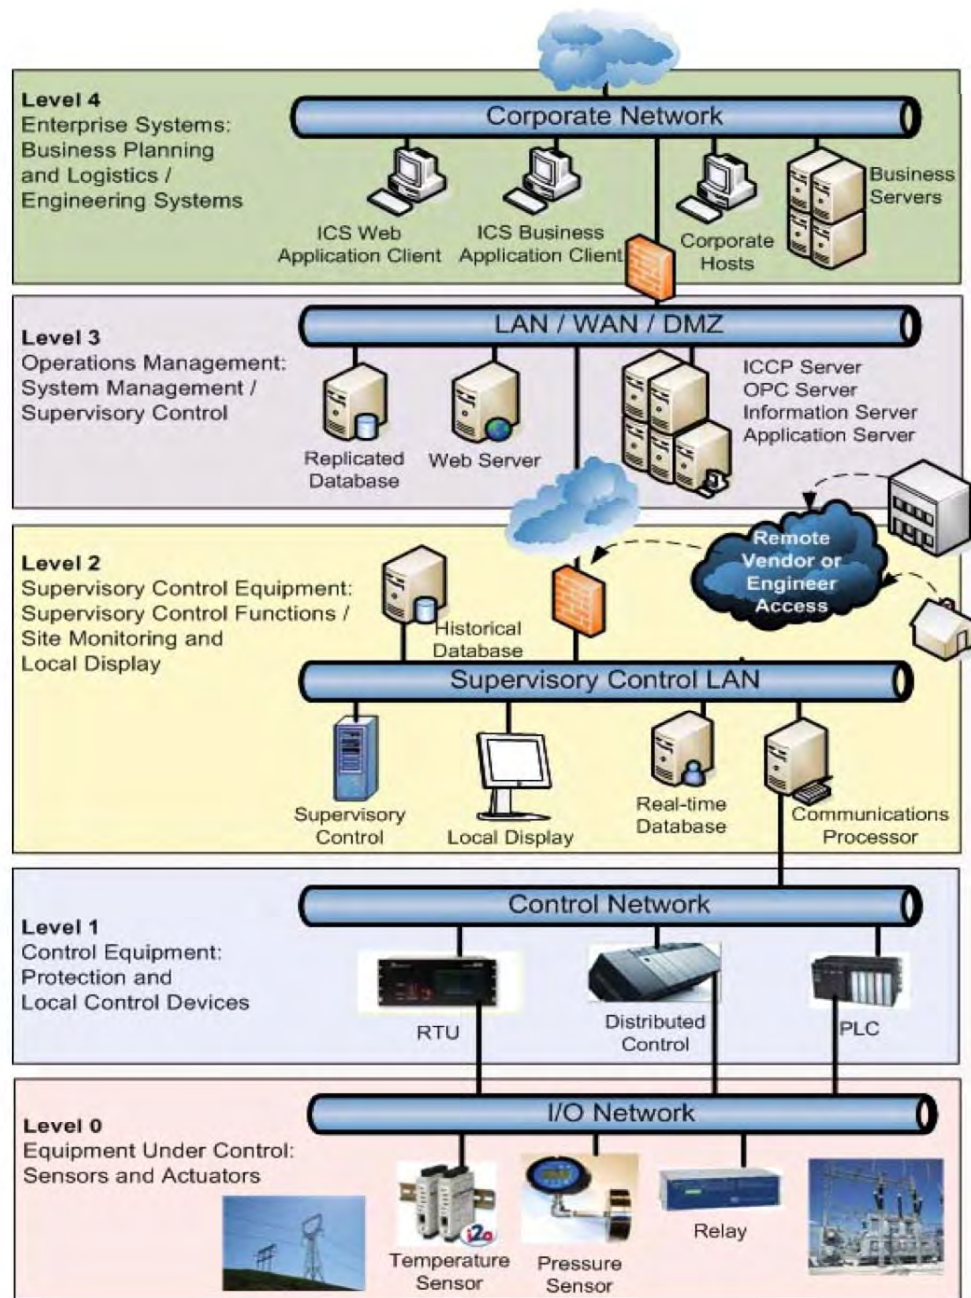 Level 4
Enterprise Systems:
Business Planning
and Logistics /
Engineering Systems
Corporate Network
ICS Web
Application Client
ICS Business
Application Client
Corporate
Hosts
Business
Servers
Level 3
Operations Management:
System Management /
Supervisory Control
LAN / WAN / DMZ
Replicated
Database
Web Server
ICCP Server
OPC Server
Information Server
Application Server
Remote
Vendor or
Engineer
Access
Level 2
Supervisory Control Equipment:
Supervisory Control Functions /
Site Monitoring and
Local Display
Historical
Database
Supervisory Control LAN
Supervisory
Control
Local Display
Real-time
Database
Communications
Processor
Level 1
Control Equipment:
Protection and
Local Control Devices
Control Network
RTU
Distributed
Control
PLC
Level 0
Equipment Under Control:
Sensors and Actuators
I/O Network
i2a
Temperature
Sensor
Pressure
Sensor
Relay